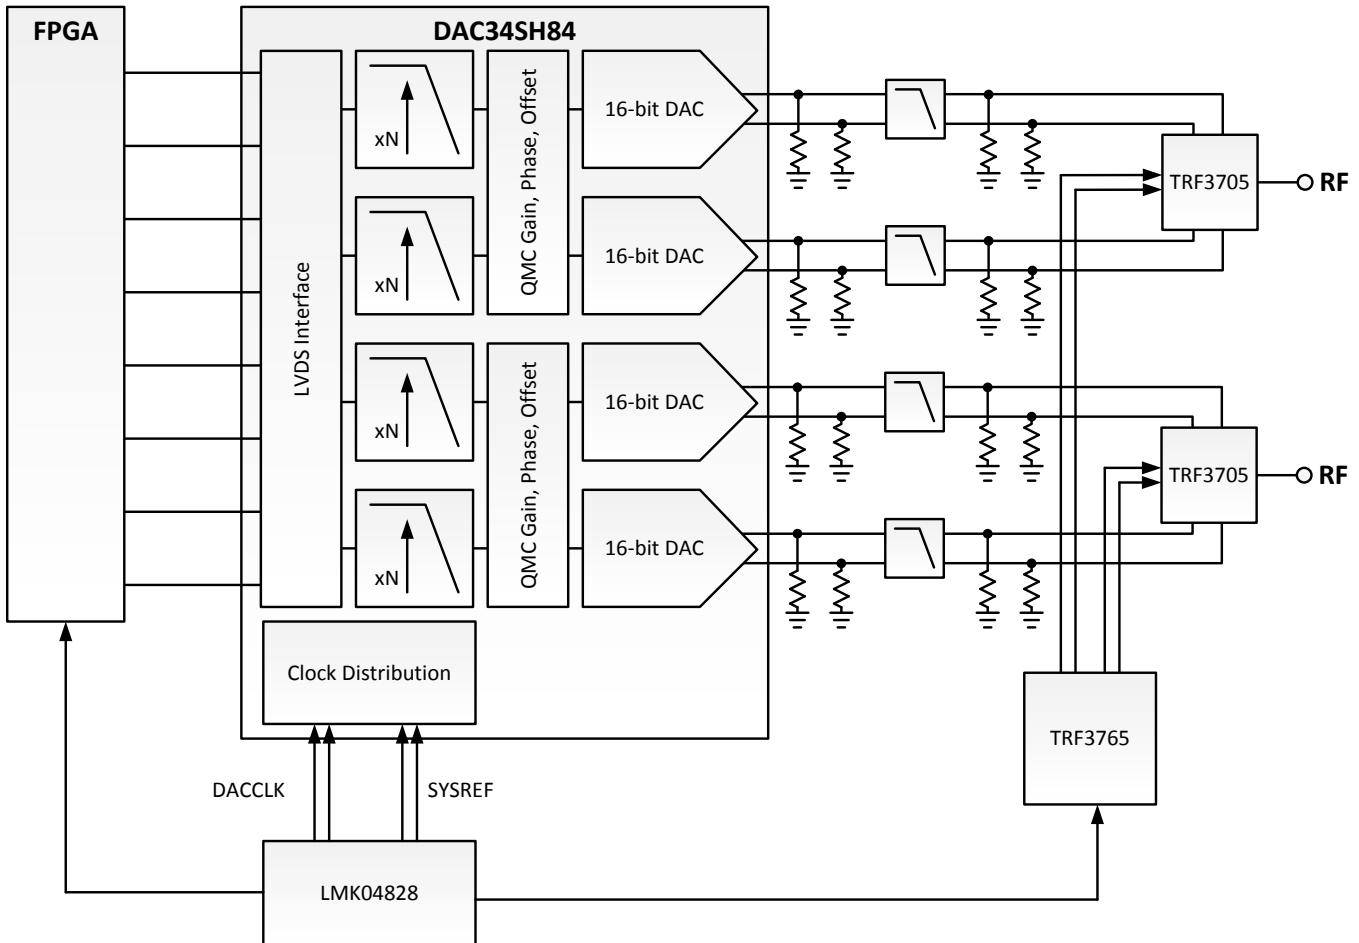 FPGA
DAC34SH84
LVDS Interface
xN
xN
xN
xN
QMC Gain, Phase, Offset
QMC Gain, Phase, Offset
16-bit DAC
16-bit DAC
16-bit DAC
16-bit DAC
TRF3705
RF
TRF3705
RF
Clock Distribution
TRF3765
DACCLK
SYSREF
LMK04828